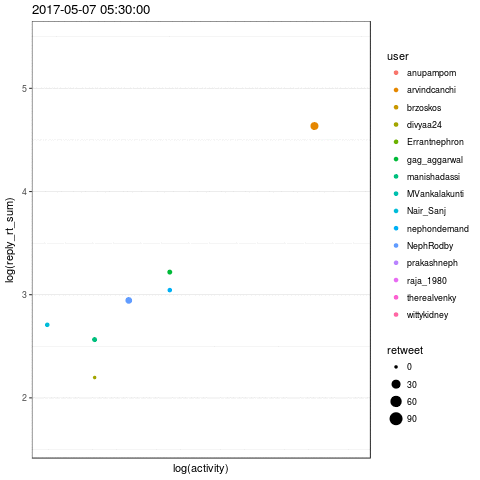 2017-05-07 05:30:00
log(reply_rt_sum)
5
4
3
2
log(activity)
user
anupampom
arvindcanchi
brzoskos
divyaa24
Errantnephron
gag_aggarwal
manishadassi
MVankalakunti
Nair_Sanj
nephondemand
NephRodby
prakashneph
raja_1980
therealvenky
wittykidney
retweet
0
30
60
90